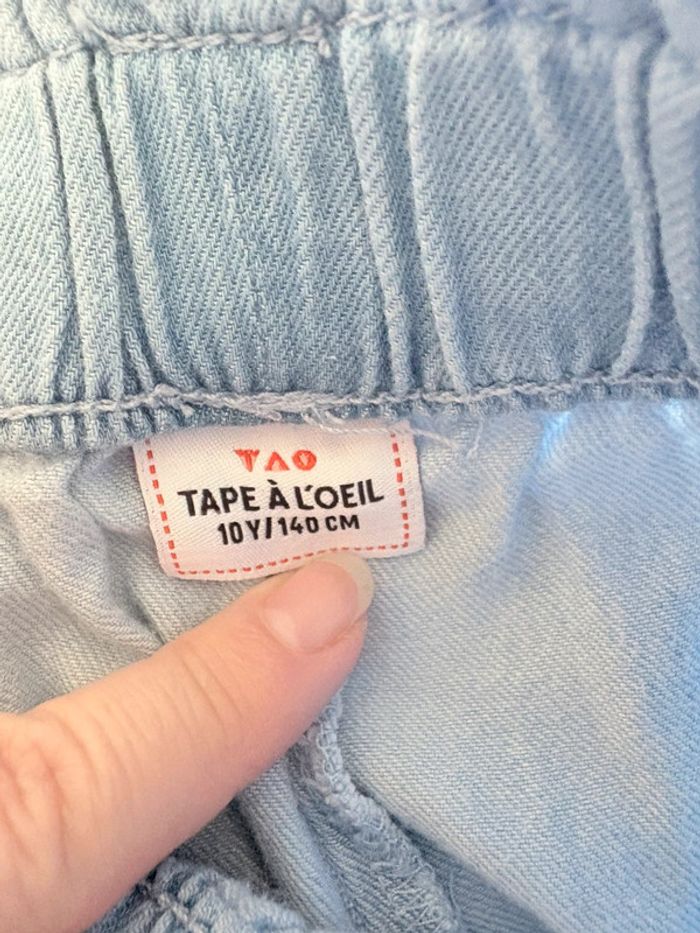 TAO
TAPE À L'OEIL
10Y/140 CM